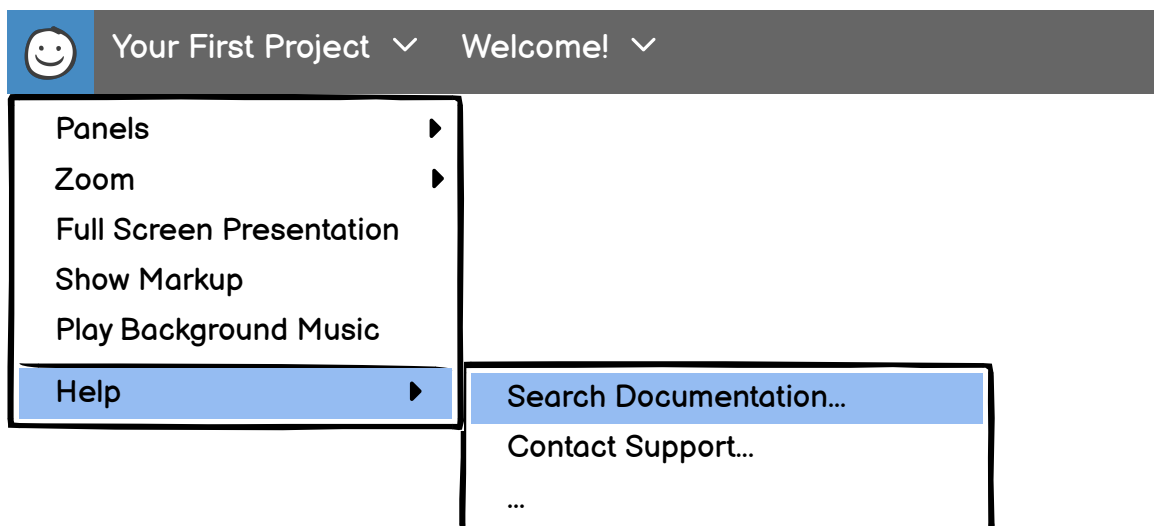 Your First Project Welcome!
Panels
Zoom
Full Screen Presentation
Show Markup
Play Background Music
Help
Search Documentation...
Contact Support...
...